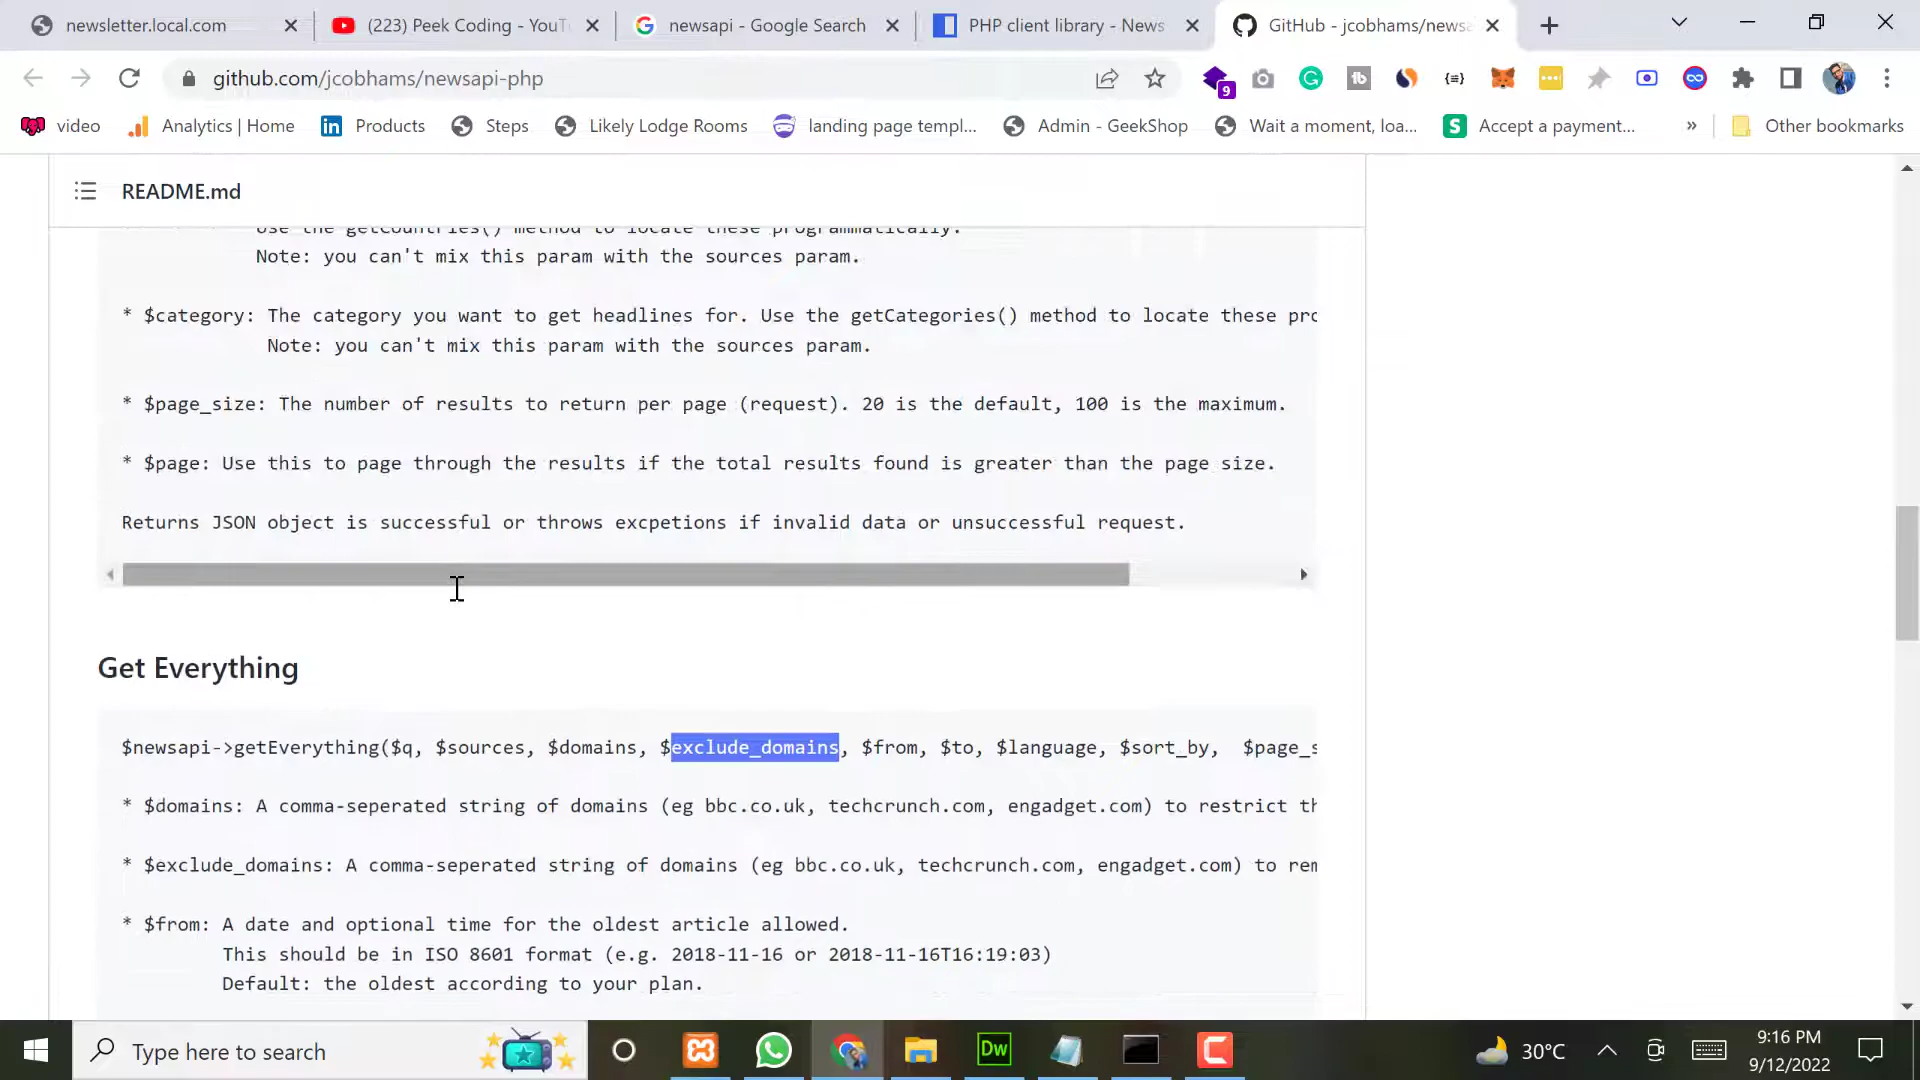 newsletter.local.com
(223) Peek Coding - YouT
newsapi - Google Search
PHP client library - News
GitHub - jcobhams/newsa
github.com/jcobhams/newsapi-php
9
video
Analytics | Home
Products
Steps
Likely Lodge Rooms
landing page templ...
Admin - GeekShop
Wait a moment, loa...
Accept a payment...
»
Other bookmarks
README.md
Use the getCountries() method to locate these programmatically.
Note: you can't mix this param with the sources param.
* $category: The category you want to get headlines for. Use the getCategories() method to locate these pro
Note: you can't mix this param with the sources param.
* $page_size: The number of results to return per page (request). 20 is the default, 100 is the maximum.
* $page: Use this to page through the results if the total results found is greater than the page size.
Returns JSON object is successful or throws excpetions if invalid data or unsuccessful request.
Get Everything
$newsapi->getEverything($q, $sources, $domains, $exclude_domains, $from, $to, $language, $sort_by,  $page_s
* $domains: A comma-seperated string of domains (eg bbc.co.uk, techcrunch.com, engadget.com) to restrict th
* $exclude_domains: A comma-seperated string of domains (eg bbc.co.uk, techcrunch.com, engadget.com) to rem
* $from: A date and optional time for the oldest article allowed.
This should be in ISO 8601 format (e.g. 2018-11-16 or 2018-11-16T16:19:03)
Default: the oldest according to your plan.
Type here to search
Dw
30°C
9:16 PM
9/12/2022